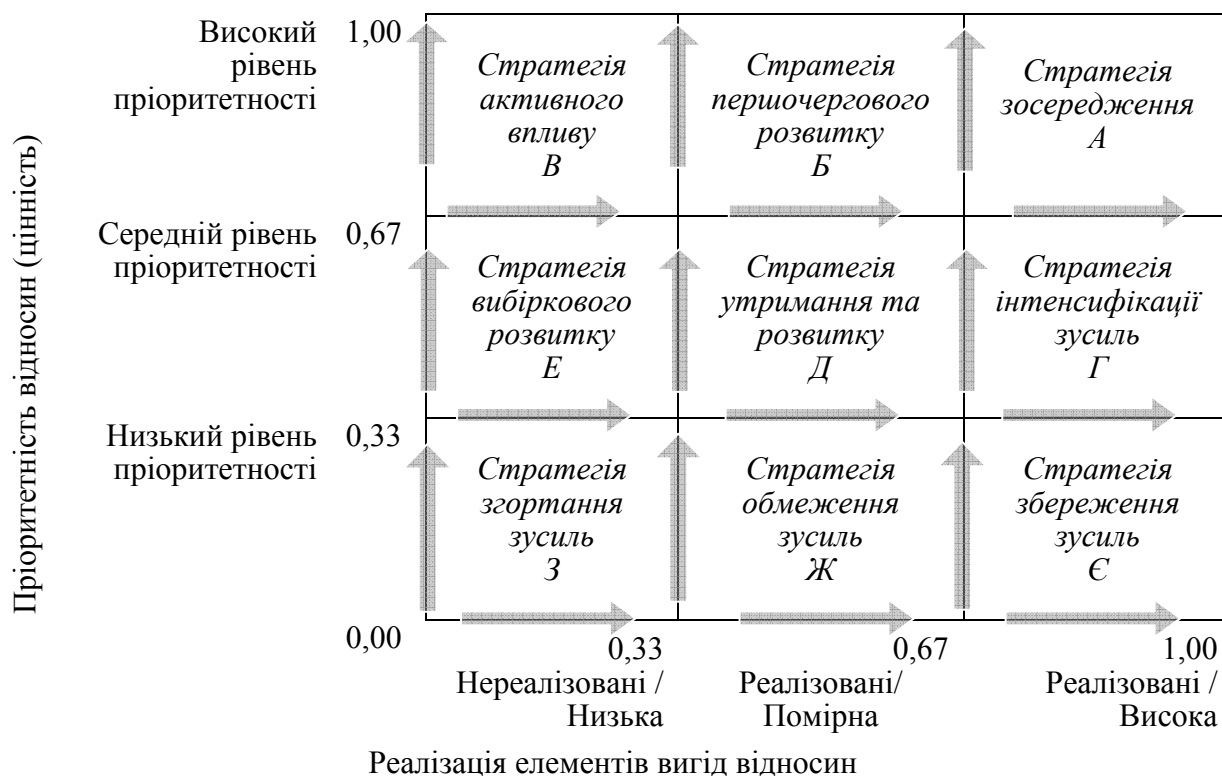 Пріоритетність відносин (цінність)
Високий
рівень
пріоритетності
1,00
Стратегія
активного
впливу
В
Стратегія
першочергового
розвитку
Б
Стратегія
зосередження
А
Середній рівень
пріоритетності
0,67
Стратегія
вибіркового
розвитку
Е
Стратегія
утримання та
розвитку
Д
Стратегія
інтенсифікації
зусиль
Г
Низький рівень
пріоритетності
0,33
Стратегія
згортання
зусиль
З
Стратегія
обмеження
зусиль
Ж
Стратегія
збереження
зусиль
Є
0,00
0,33
0,67
1,00
Нереалізовані /
Низька
Реалізовані/
Помірна
Реалізовані /
Висока
Реалізація елементів вигід відносин